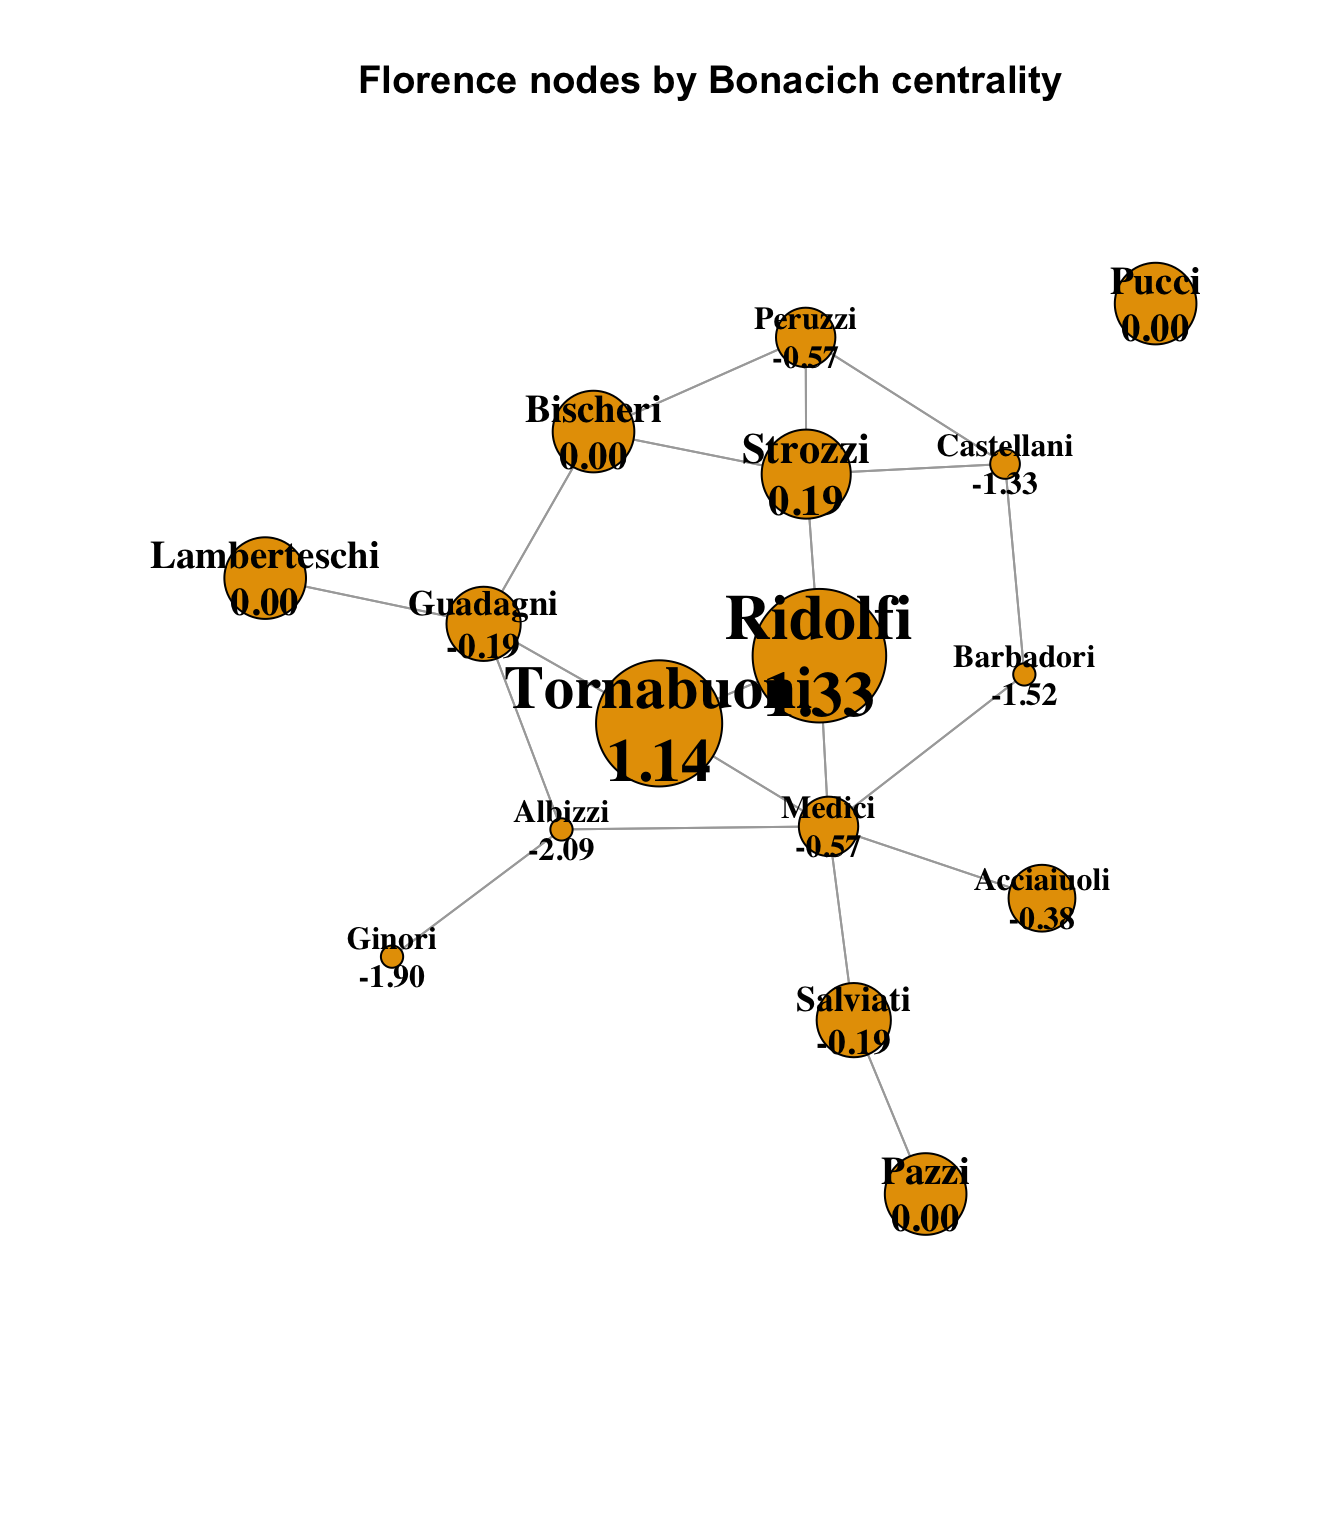 Florence nodes by Bonacich centrality
Pucci
0.00
Peruzzi
-0.57
Bischeri
0.00
Strozzi
0.19
Castellani
-1.33
Lamberteschi
0.00
Guadagni
-0.19
Ridolfi
1.33
Tornabuoni
1.14
Barbadori
-1.52
Albizzi
-2.09
Medici
-0.57
Acciaiuoli
-0.38
Ginori
-1.90
Salviati
-0.19
Pazzi
0.00